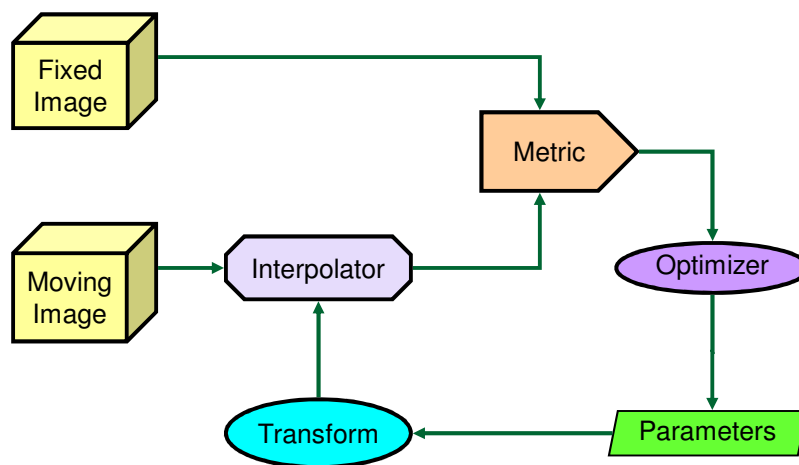 Fixed
Image
Metric
Moving
Image
Interpolator
Optimizer
Transform
Parameters